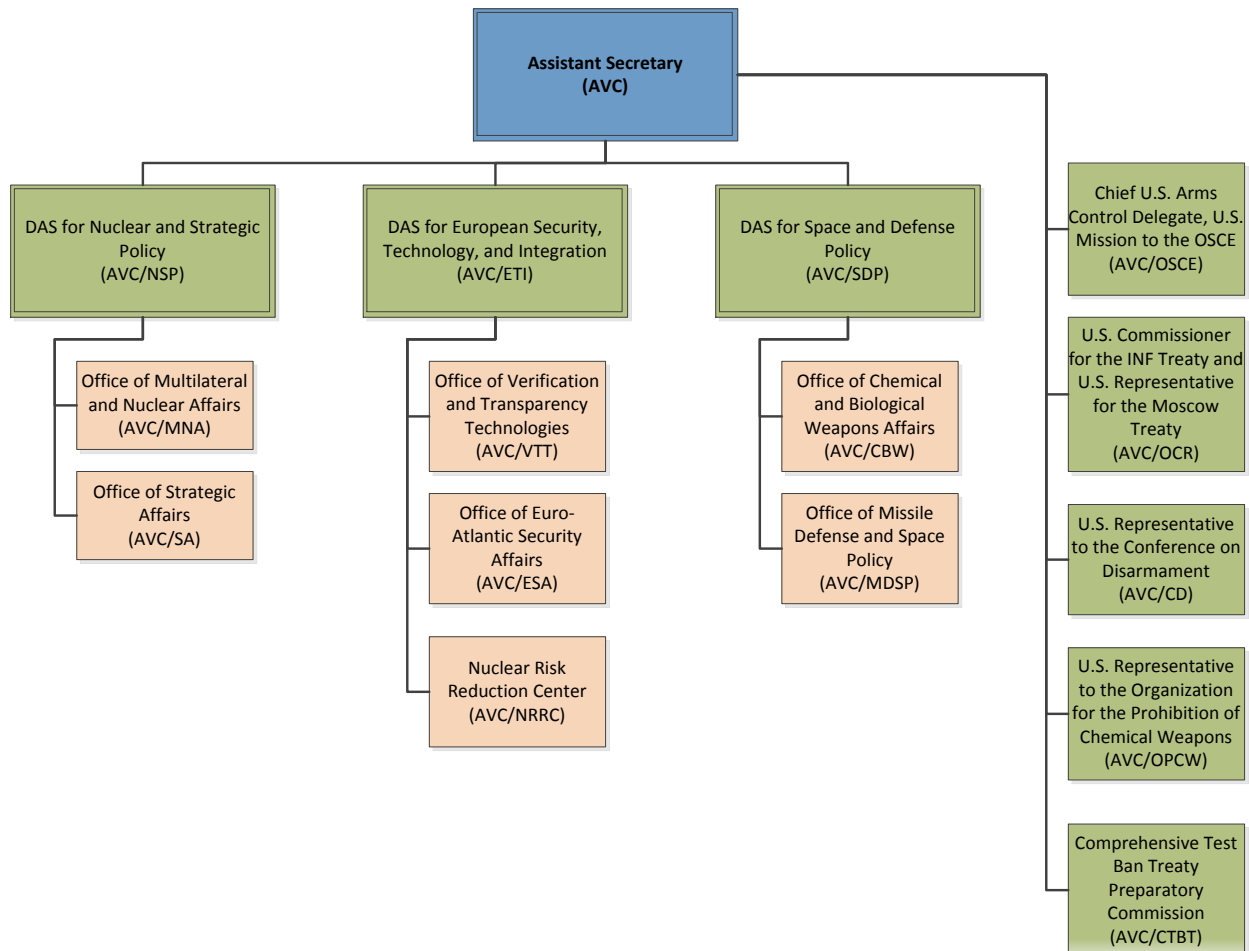 Assistant Secretary
(AVC)
DAS for Nuclear and Strategic
Policy
(AVC/NSP)
DAS for European Security,
Technology, and Integration
(AVC/ETI)
DAS for Space and Defense
Policy
(AVC/SDP)
Office of Multilateral
and Nuclear Affairs
(AVC/MNA)
Office of Strategic
Affairs
(AVC/SA)
Office of Verification
and Transparency
Technologies
(AVC/VTT)
Office of Euro-
Atlantic Security
Affairs
(AVC/ESA)
Nuclear Risk
Reduction Center
(AVC/NRRC)
Office of Chemical
and Biological
Weapons Affairs
(AVC/CBW)
Office of Missile
Defense and Space
Policy
(AVC/MDSP)
Chief U.S. Arms
Control Delegate, U.S.
Mission to the OSCE
(AVC/OSCE)
U.S. Commissioner
for the INF Treaty and
U.S. Representative
for the Moscow
Treaty
(AVC/OCR)
U.S. Representative
to the Conference on
Disarmament
(AVC/CD)
U.S. Representative
to the Organization
for the Prohibition of
Chemical Weapons
(AVC/OPCW)
Comprehensive Test
Ban Treaty
Preparatory
Commission
(AVC/CTBT)